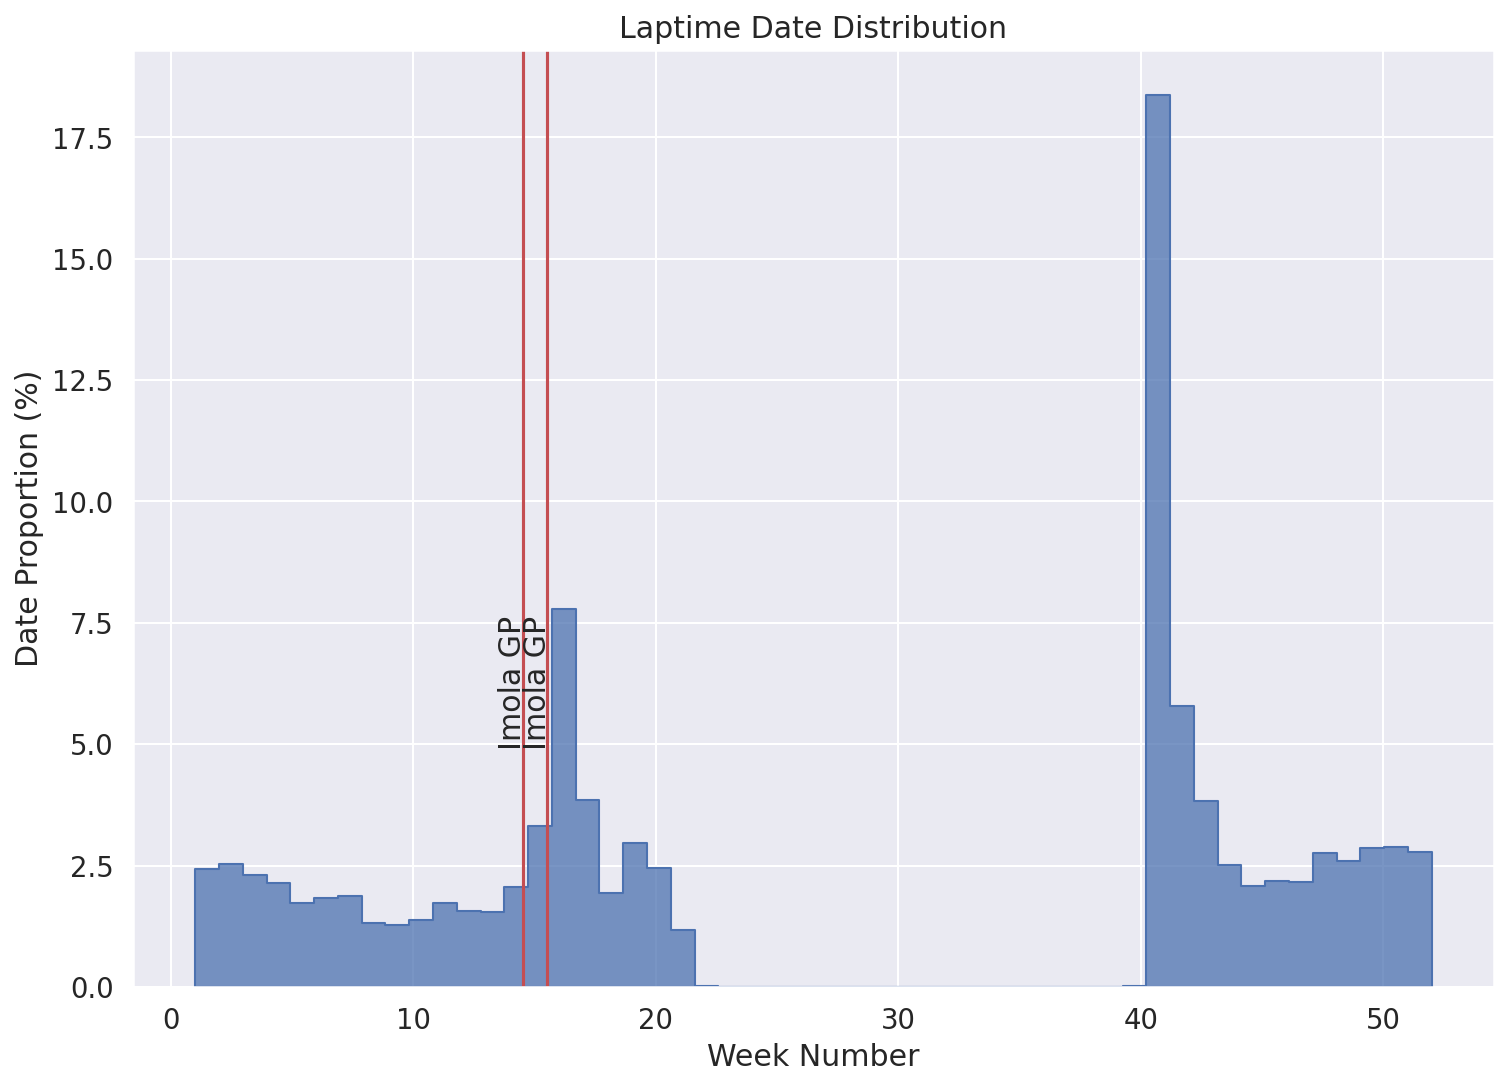 Laptime Date Distribution
Date Proportion (%)
17.5
15.0
12.5
10.0
7.5
5.0
2.5
0.0
Imola GP
Imola GP
0 10 20 30 40 50
Week Number